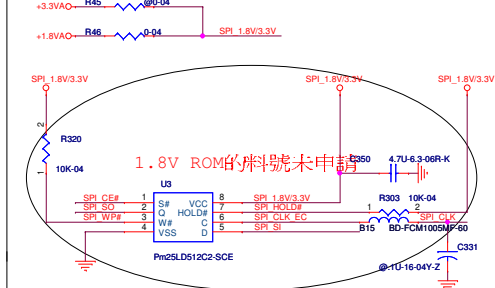 +3.3VA R45 @0-04
+1.8VA R46 0-04 SPI_1.8V/3.3V
SPI_1.8V/3.3V SPI_1.8V/3.3V SPI_1.8V/3.3V
2
R320
1
10K-04
1.8V ROM的料號未申請
C350 4.7U-6.3-06R-K
U3
R303 10K-04
SPI_CE# 1 S# VCC 8 SPI_1.8V/3.3V
SPI_SO 2 Q HOLD# 7 SPI_HOLD# 1 2
SPI_WP# 3 W# C 6 SPI_CLK_EC SPI_CLK
4 VSS D 5 SPI_SI B15 BD-FCM1005MF-60
Pm25LD512C2-SCE
C331
@.1U-16-04Y-Z